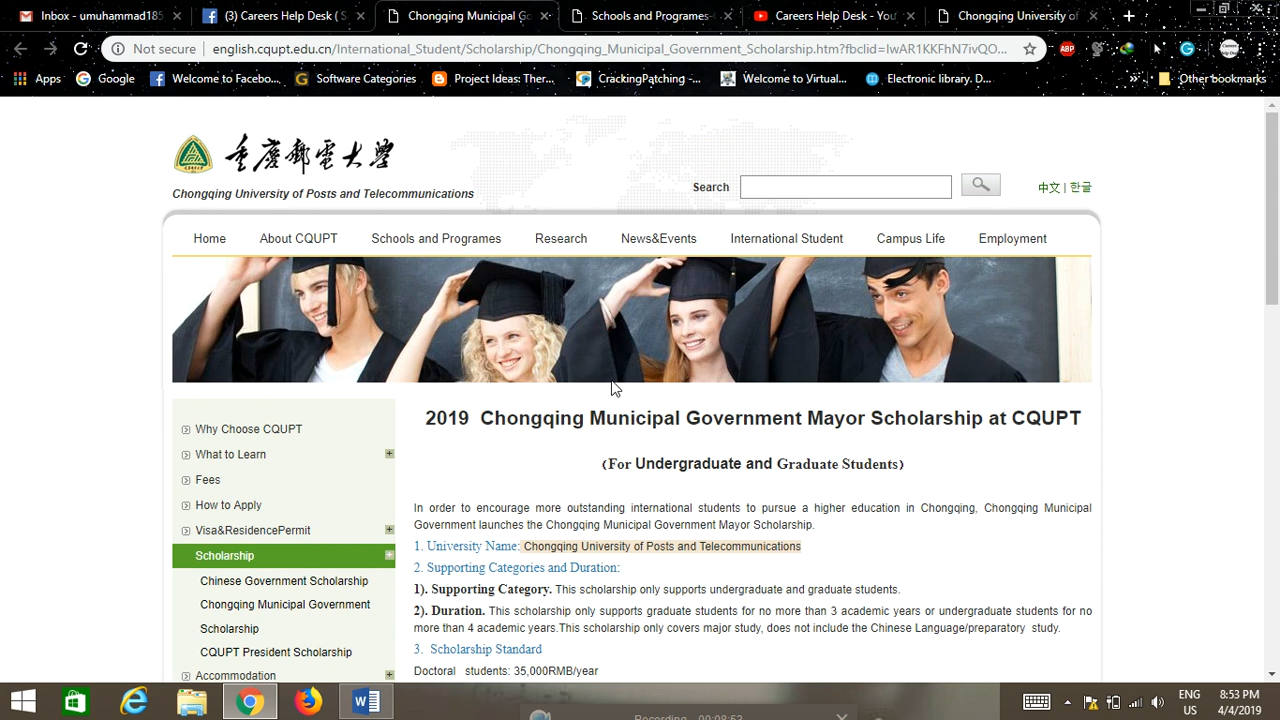 Inbox - umuhammad185
(3) Careers Help Desk ( S
Chongqing Municipal Go
Schools and Programes-
Careers Help Desk - You
Chongqing University of
Not secure
english.cqupt.edu.cn/International_Student/Scholarship/Chongqing_Municipal_Government_Scholarship.htm?fbclid=IwAR1KKFhN7ivQO...
ABP
Apps
Google
Welcome to Facebo...
Software Categories
Project Ideas: Ther...
CrackingPatching -...
Welcome to Virtual...
Electronic library. D...
Other bookmarks
重慶郵電大學
Chongqing University of Posts and Telecommunications
Search
中文 | 한글
Home
About CQUPT
Schools and Programes
Research
News&Events
International Student
Campus Life
Employment
Why Choose CQUPT
What to Learn
Fees
How to Apply
Visa&ResidencePermit
Scholarship
Chinese Government Scholarship
Chongqing Municipal Government
Scholarship
CQUPT President Scholarship
Accommodation
2019 Chongqing Municipal Government Mayor Scholarship at CQUPT
(For Undergraduate and Graduate Students)
In order to encourage more outstanding international students to pursue a higher education in Chongqing, Chongqing Municipal
Government launches the Chongqing Municipal Government Mayor Scholarship.
1. University Name: Chongqing University of Posts and Telecommunications
2. Supporting Categories and Duration:
1). Supporting Category. This scholarship only supports undergraduate and graduate students.
2). Duration. This scholarship only supports graduate students for no more than 3 academic years or undergraduate students for no
more than 4 academic years.This scholarship only covers major study, does not include the Chinese Language/preparatory study.
3. Scholarship Standard
Doctoral students: 35,000RMB/year
Recording 00:08:53
ENG
US
8:53 PM
4/4/2019